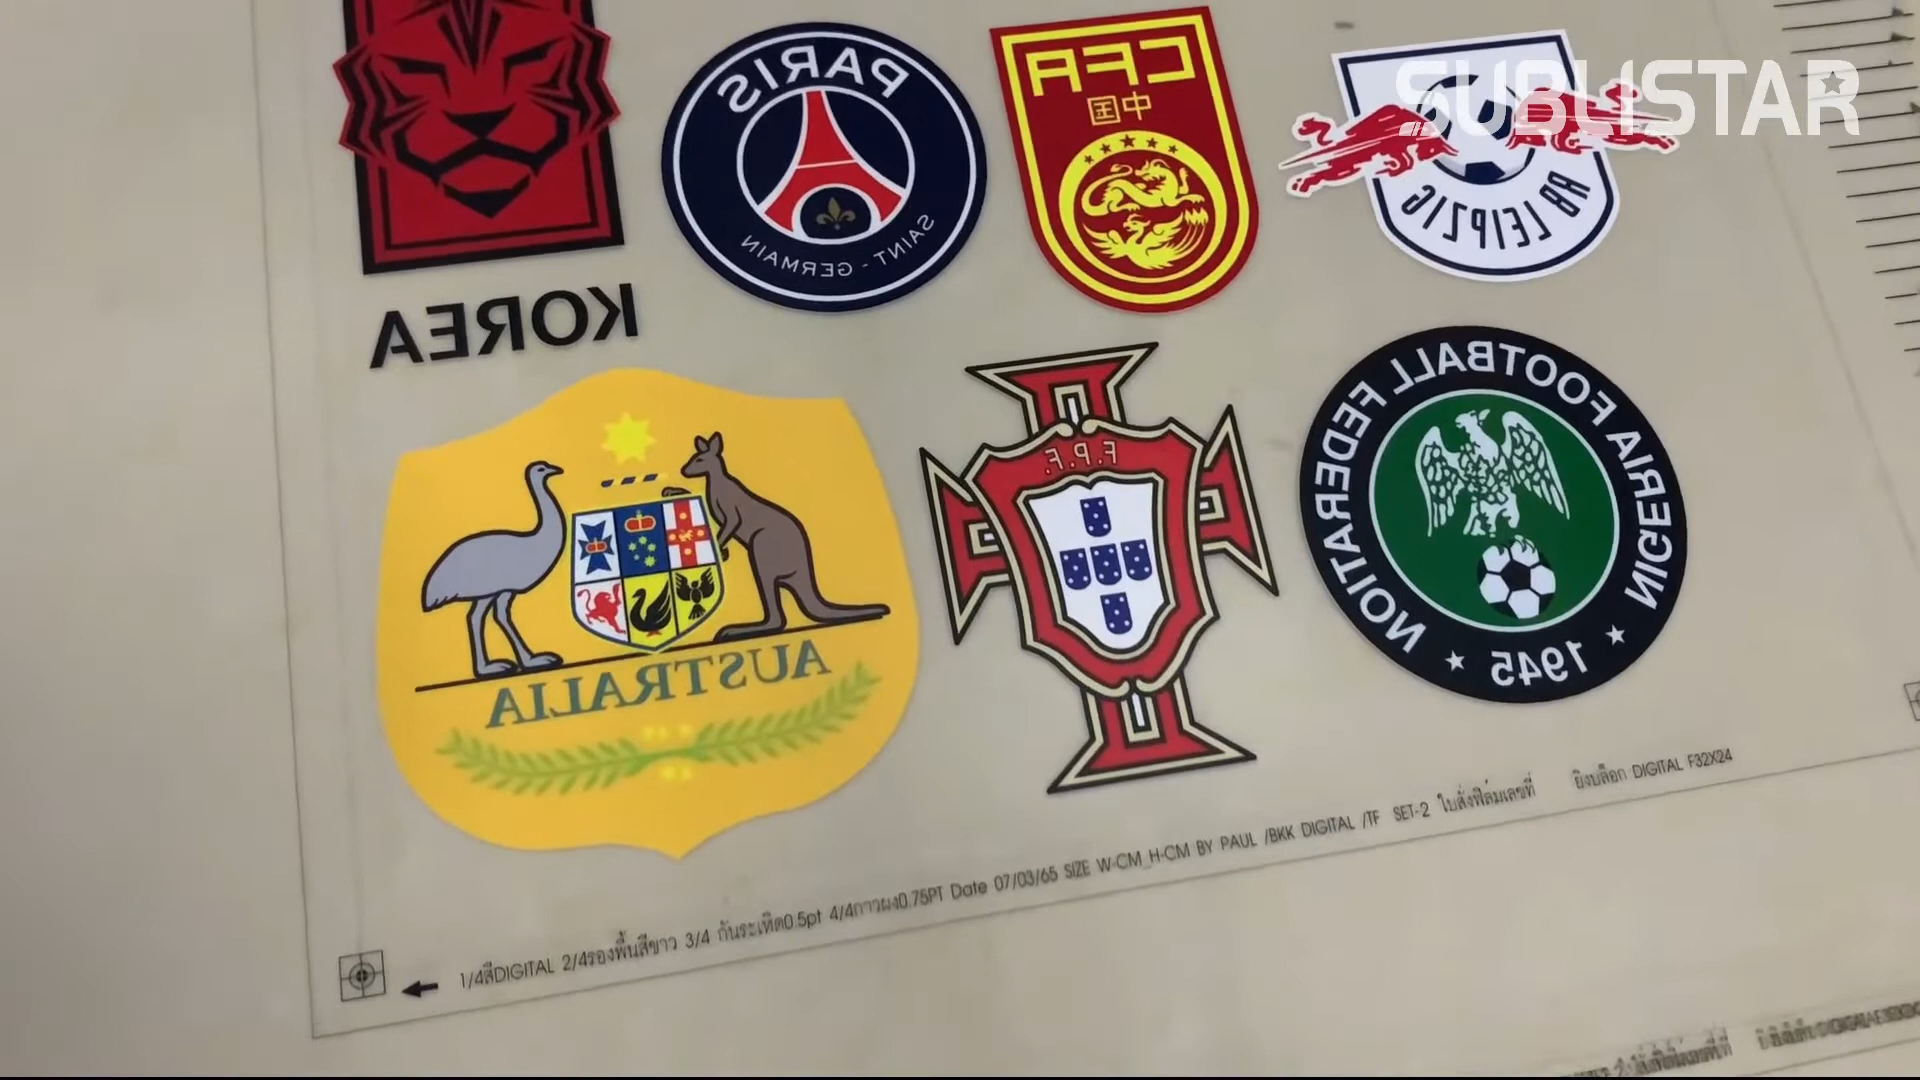 SUBLISTAR
PARIS
SAINT - GERMAIN
CFA
中国
RB LEIPZIG
KOREA
F.P.F.
NIGERIA FOOTBALL FEDERATION
1945
AUSTRALIA
1/4สีDIGITAL 2/4รองพื้นสีขาว 3/4 กันระเทิด0.5pt 4/4กาวผง0.75PT Date 07/03/65 SIZE W-CM_H-CM BY PAUL /BKK DIGITAL /TF SET-2 ใบสั่งฟิล์มเลขที่ ยิงบล็อก DIGITAL F32X24